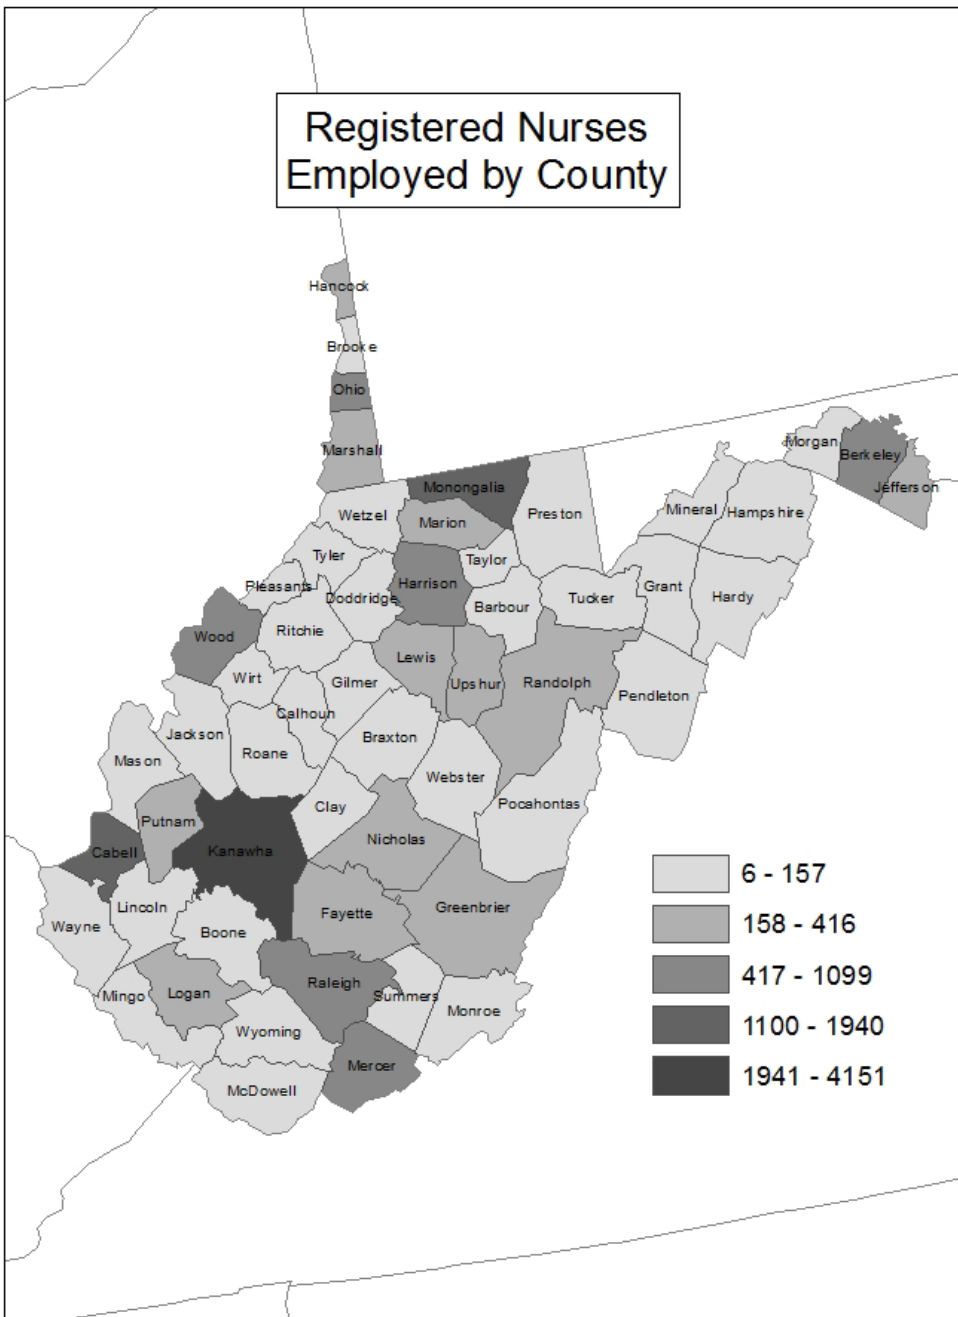 Registered Nurses
Employed by County
Hancock
Brooke
Ohio
Marshall
Morgan
Berkeley
Jefferson
Monongalia
Wetzel
Marion
Preston
Mineral
Hampshire
Tyler
Taylor
Pleasants
Doddridge
Harrison
Barbour
Tucker
Grant
Hardy
Wood
Ritchie
Lewis
Upshur
Randolph
Pendleton
Wirt
Gilmer
Calhoun
Jackson
Roane
Braxton
Webster
Mason
Clay
Pocahontas
Putnam
Nicholas
Cabell
Kanawha
Lincoln
Fayette
Greenbrier
Wayne
Boone
Mingo
Logan
Raleigh
Summers
Monroe
Wyoming
Mercer
McDowell
6 - 157
158 - 416
417 - 1099
1100 - 1940
1941 - 4151